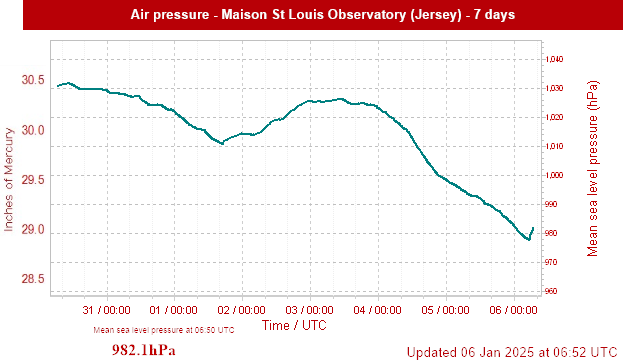 Air pressure - Maison St Louis Observatory (Jersey) - 7 days
30.5
30.0
29.5
29.0
28.5
Inches of Mercury
1,040
1,030
1,020
1,010
1,000
990
980
970
960
Mean sea level pressure (hPa)
31 / 00:00 01 / 00:00 02 / 00:00 03 / 00:00 04 / 00:00 05 / 00:00 06 / 00:00
Time / UTC
Mean sea level pressure at 06:50 UTC
982.1hPa
Updated 06 Jan 2025 at 06:52 UTC